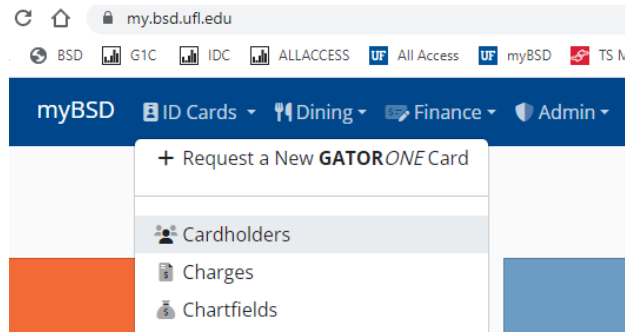 my.bsd.ufl.edu
BSD G1C IDC ALLACCESS UF All Access UF myBSD TS
myBSD ID Cards Dining Finance Admin
+ Request a New GATORONE Card
Cardholders
Charges
Chartfields